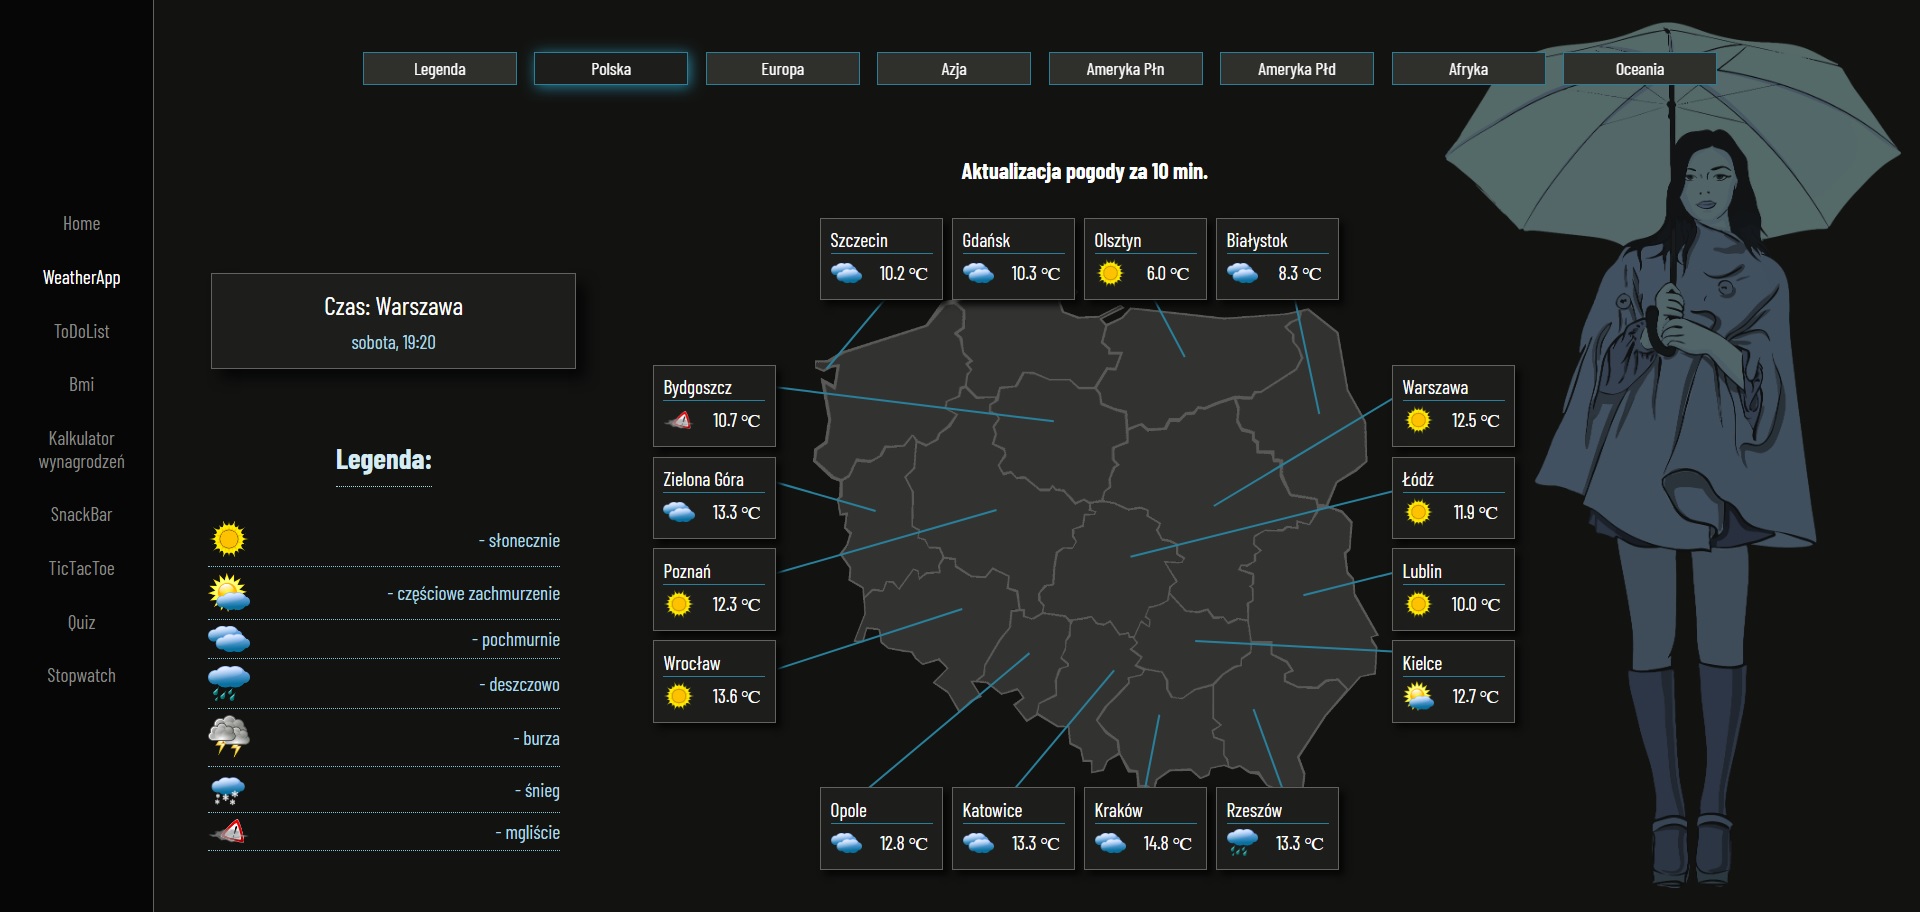 Legenda
Polska
Europa
Azja
Ameryka Płn
Ameryka Płd
Afryka
Oceania
Home
WeatherApp
ToDoList
Bmi
Kalkulator
wynagrodzeń
SnackBar
TicTacToe
Quiz
Stopwatch
Czas: Warszawa
sobota, 19:20
Legenda:
- słonecznie
- częściowe zachmurzenie
- pochmurnie
- deszczowo
- burza
- śnieg
- mgliście
Aktualizacja pogody za 10 min.
Szczecin
10.2 °C
Gdańsk
10.3 °C
Olsztyn
6.0 °C
Białystok
8.3 °C
Bydgoszcz
10.7 °C
Zielona Góra
13.3 °C
Poznań
12.3 °C
Wrocław
13.6 °C
Warszawa
12.5 °C
Łódź
11.9 °C
Lublin
10.0 °C
Kielce
12.7 °C
Opole
12.8 °C
Katowice
13.3 °C
Kraków
14.8 °C
Rzeszów
13.3 °C